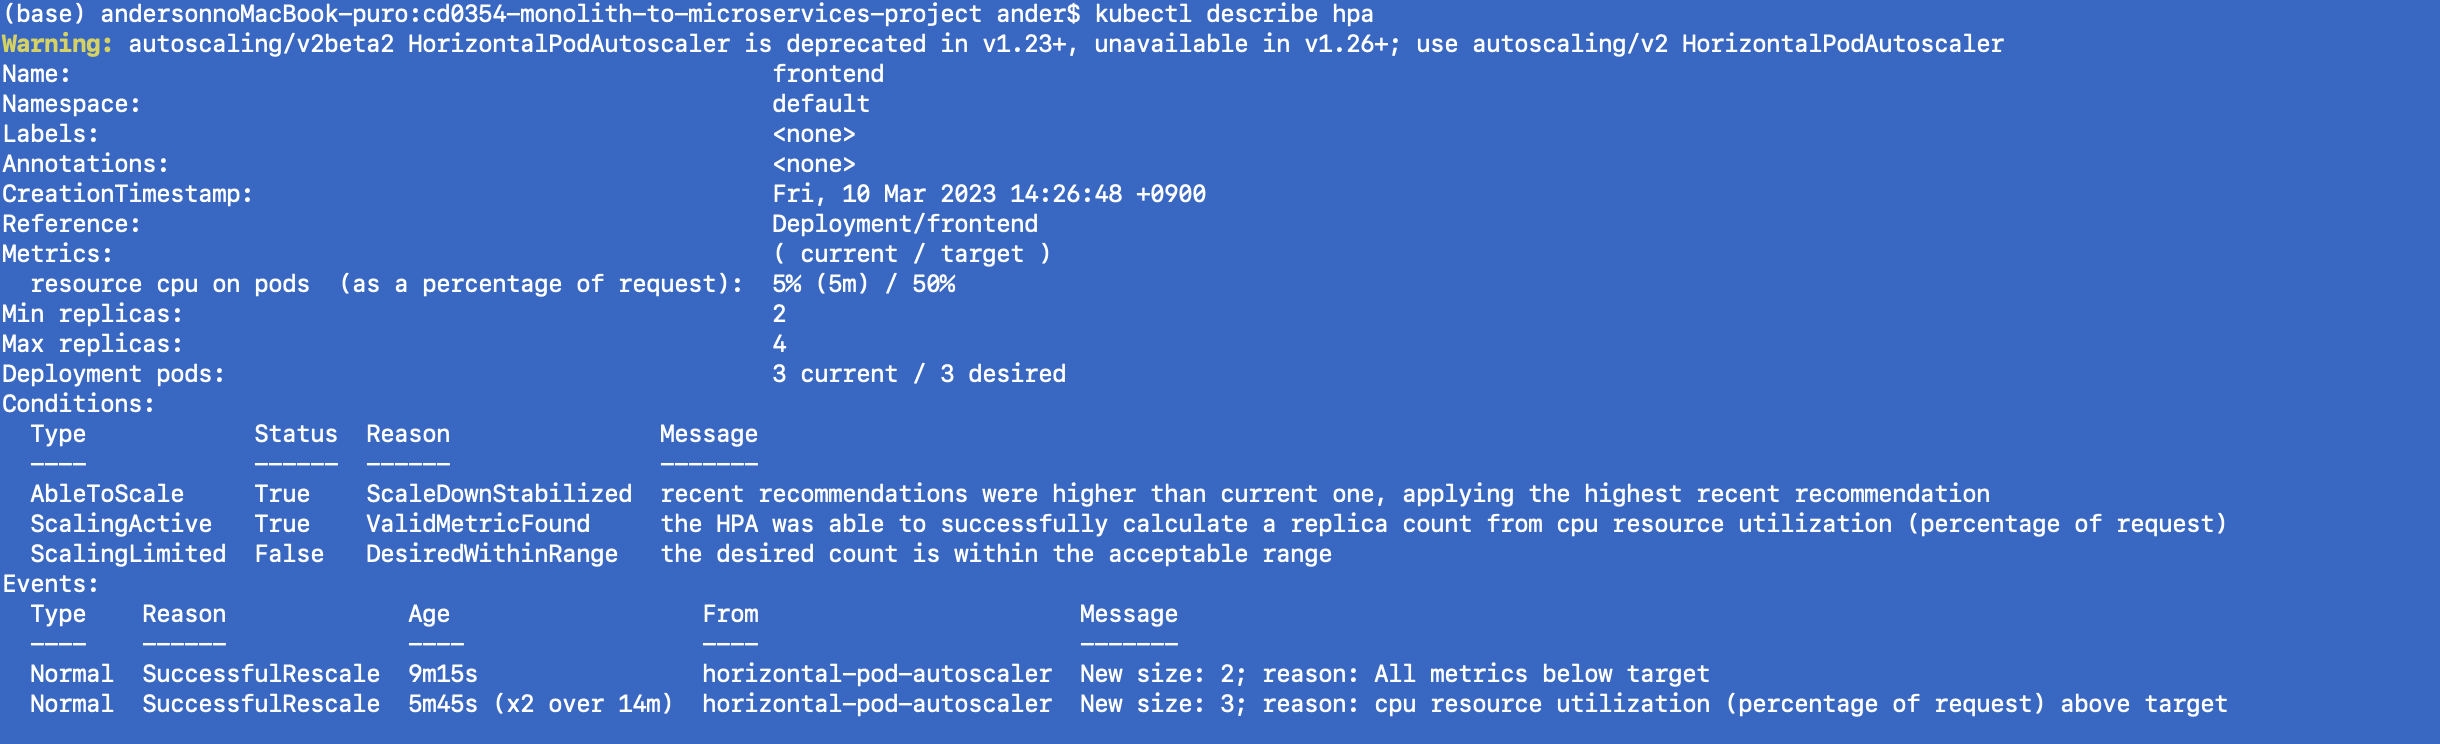 (base) andersonnoMacBook-puro:cd0354-monolith-to-microservices-project ander$ kubectl describe hpa
Warning: autoscaling/v2beta2 HorizontalPodAutoscaler is deprecated in v1.23+, unavailable in v1.26+; use autoscaling/v2 HorizontalPodAutoscaler
Name:                                                  frontend
Namespace:                                             default
Labels:                                                <none>
Annotations:                                           <none>
CreationTimestamp:                                     Fri, 10 Mar 2023 14:26:48 +0900
Reference:                                             Deployment/frontend
Metrics:                                               ( current / target )
  resource cpu on pods  (as a percentage of request):  5% (5m) / 50%
Min replicas:                                          2
Max replicas:                                          4
Deployment pods:                                       3 current / 3 desired
Conditions:
  Type            Status  Reason               Message
  ----            ------  ------               -------
  AbleToScale     True    ScaleDownStabilized  recent recommendations were higher than current one, applying the highest recent recommendation
  ScalingActive   True    ValidMetricFound     the HPA was able to successfully calculate a replica count from cpu resource utilization (percentage of request)
  ScalingLimited  False   DesiredWithinRange   the desired count is within the acceptable range
Events:
  Type    Reason             Age                  From                       Message
  ----    ------             ----                 ----                       -------
  Normal  SuccessfulRescale  9m15s                horizontal-pod-autoscaler  New size: 2; reason: All metrics below target
  Normal  SuccessfulRescale  5m45s (x2 over 14m)  horizontal-pod-autoscaler  New size: 3; reason: cpu resource utilization (percentage of request) above target